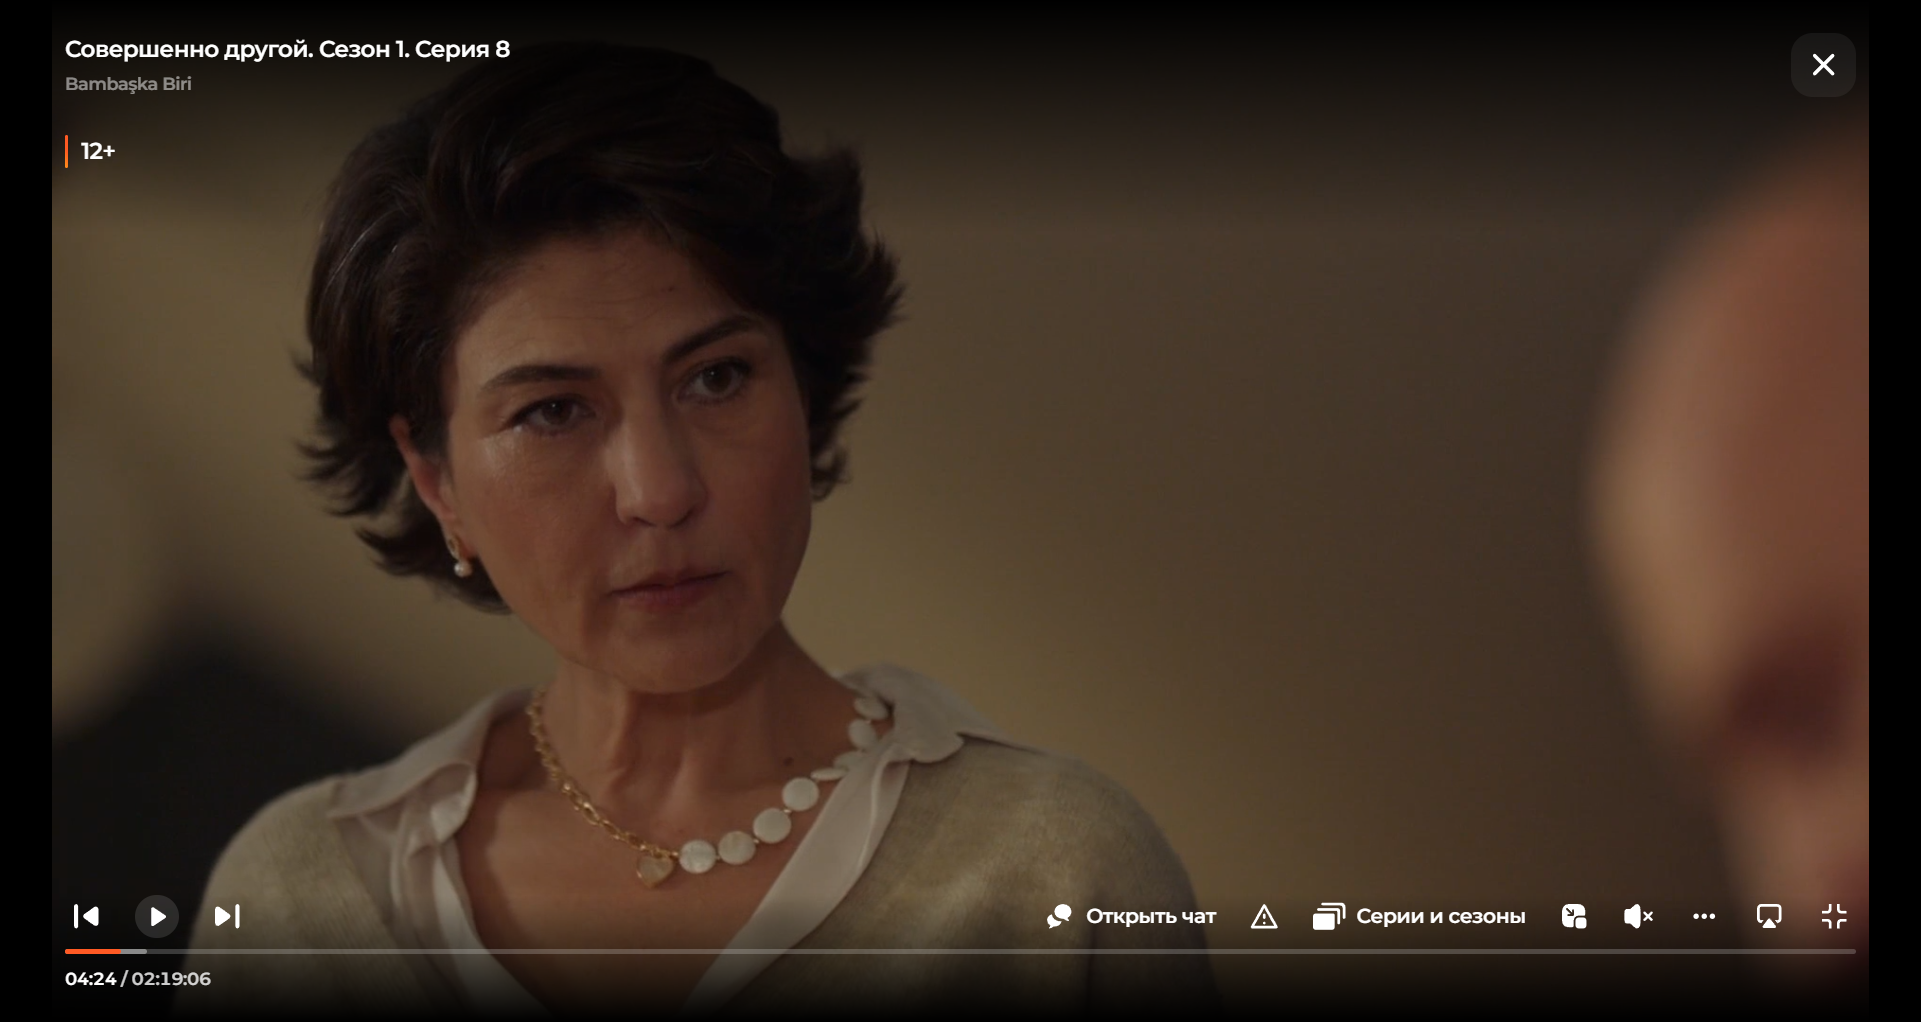 Совершенно другой. Сезон 1. Серия 8
Bambaşka Biri
12+
Открыть чат
Серии и сезоны
04:24 / 02:19:06